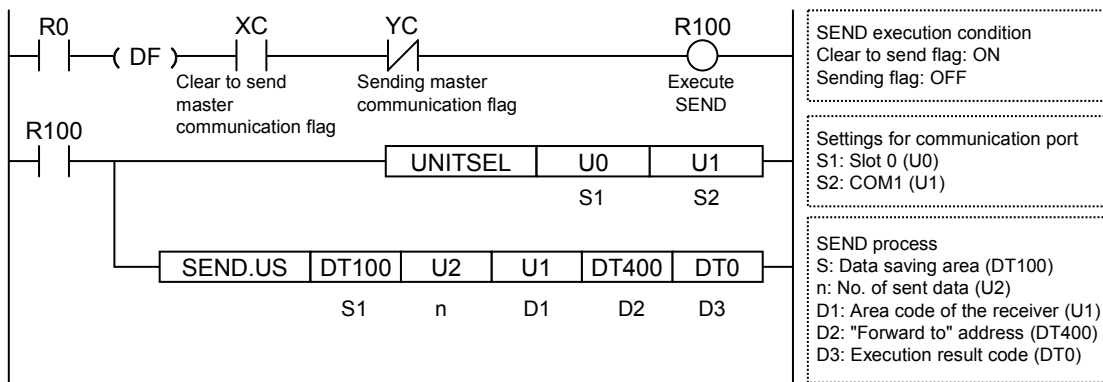 R0
XC
YC
R100
( DF )
Clear to send
master
communication flag
Sending master
communication flag
Execute
SEND
SEND execution condition
Clear to send flag: ON
Sending flag: OFF
R100
UNITSEL U0 U1
S1 S2
Settings for communication port
S1: Slot 0 (U0)
S2: COM1 (U1)
SEND.US DT100 U2 U1 DT400 DT0
S1 n D1 D2 D3
SEND process
S: Data saving area (DT100)
n: No. of sent data (U2)
D1: Area code of the receiver (U1)
D2: "Forward to" address (DT400)
D3: Execution result code (DT0)